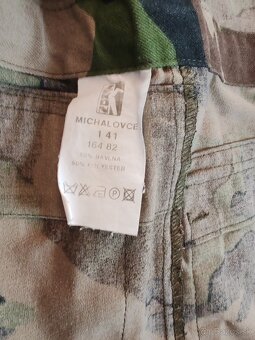 MICHALOVCE
I 41
164 82
50% BAVLNA
50% POLYESTER